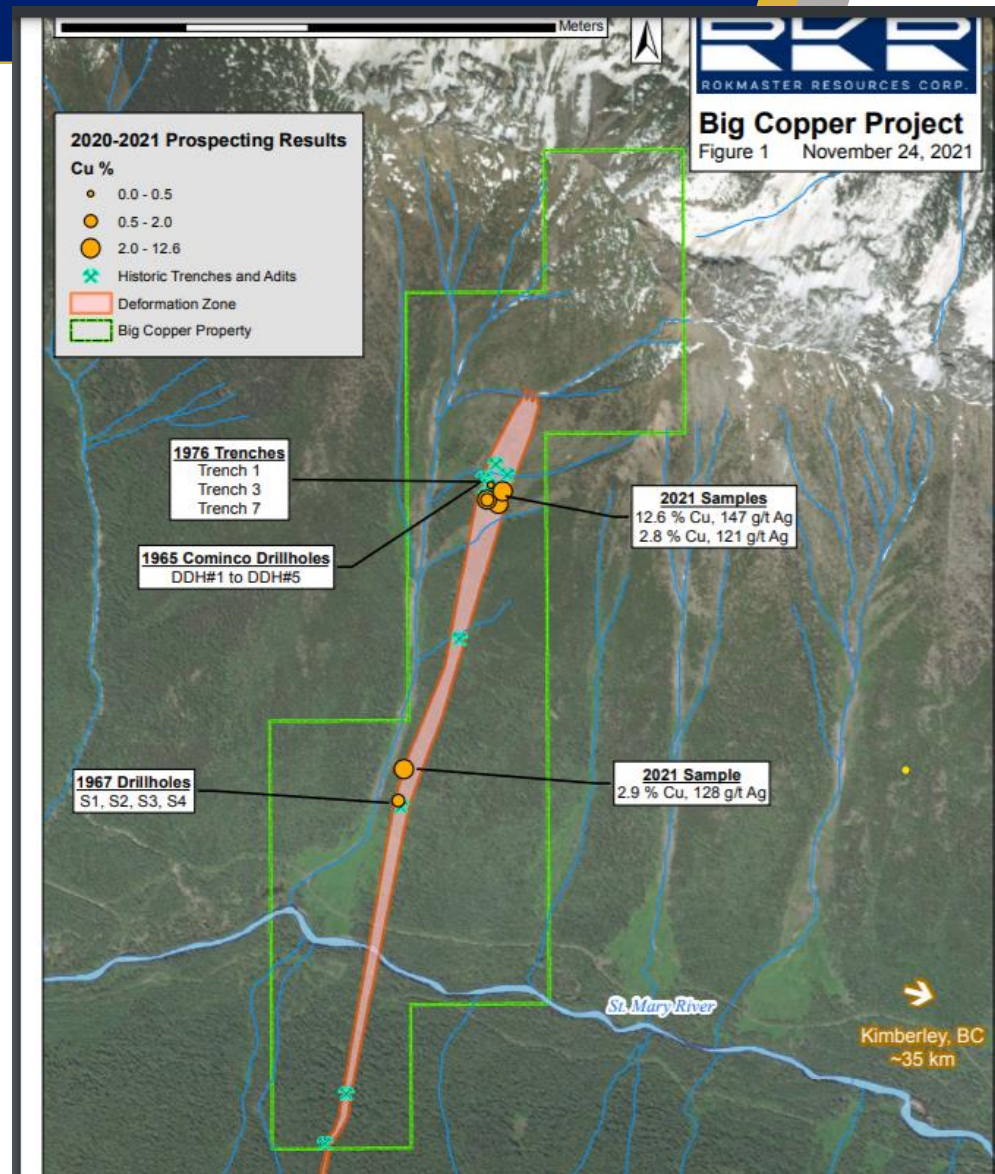 Meters
ROKMASTER RESOURCES CORP.
Big Copper Project
Figure 1 November 24, 2021
2020-2021 Prospecting Results
Cu %
0.0 - 0.5
0.5 - 2.0
2.0 - 12.6
Historic Trenches and Adits
Deformation Zone
Big Copper Property
1976 Trenches
Trench 1
Trench 3
Trench 7
2021 Samples
12.6 % Cu, 147 g/t Ag
2.8 % Cu, 121 g/t Ag
1965 Cominco Drillholes
DDH#1 to DDH#5
1967 Drillholes
S1, S2, S3, S4
2021 Sample
2.9 % Cu, 128 g/t Ag
St. Mary River
Kimberley, BC
~35 km